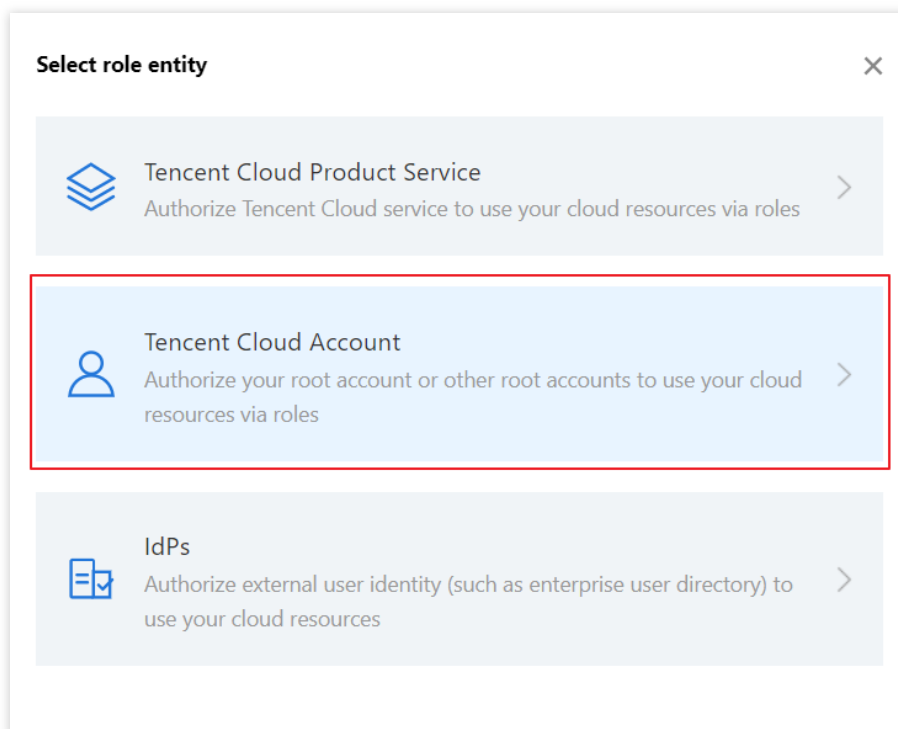 Select role entity
Tencent Cloud Product Service
Authorize Tencent Cloud service to use your cloud resources via roles
Tencent Cloud Account
Authorize your root account or other root accounts to use your cloud
resources via roles
IdPs
Authorize external user identity (such as enterprise user directory) to
use your cloud resources